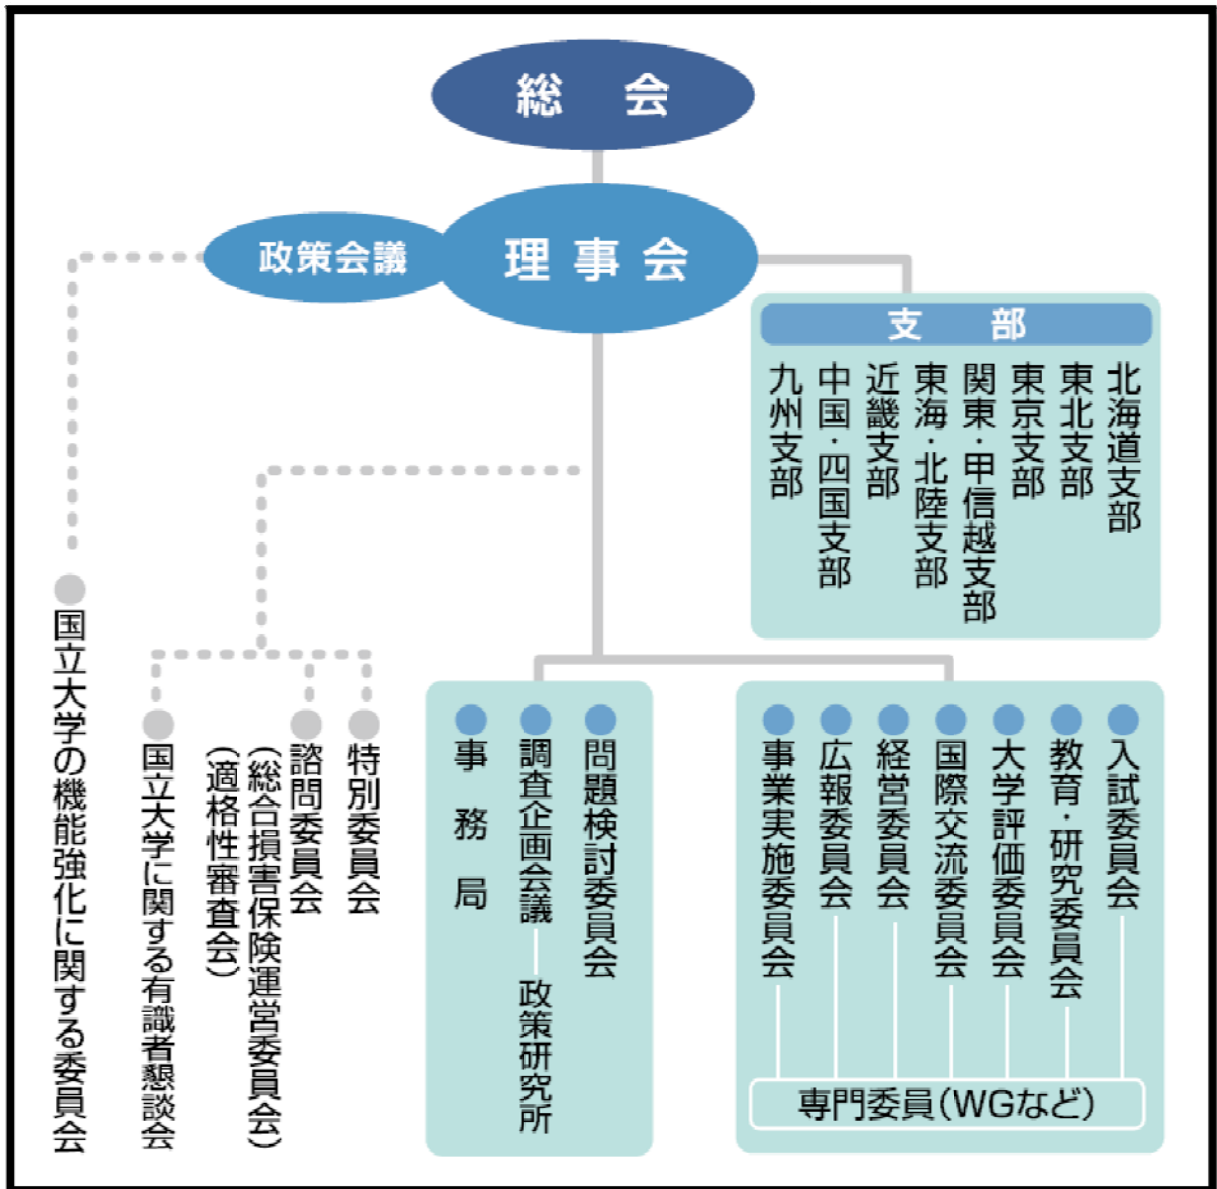 総会
政策会議
理事会
支部
北海道支部
東北支部
東京支部
関東・甲信越支部
東海・北陸支部
近畿支部
中国・四国支部
九州支部
入試委員会
教育・研究委員会
大学評価委員会
国際交流委員会
経営委員会
広報委員会
事業実施委員会
専門委員(WGなど)
問題検討委員会
調査企画会議
政策研究所
事務局
特別委員会
諮問委員会
(総合損害保険運営委員会)
(適格性審査会)
国立大学に関する有識者懇談会
国立大学の機能強化に関する委員会